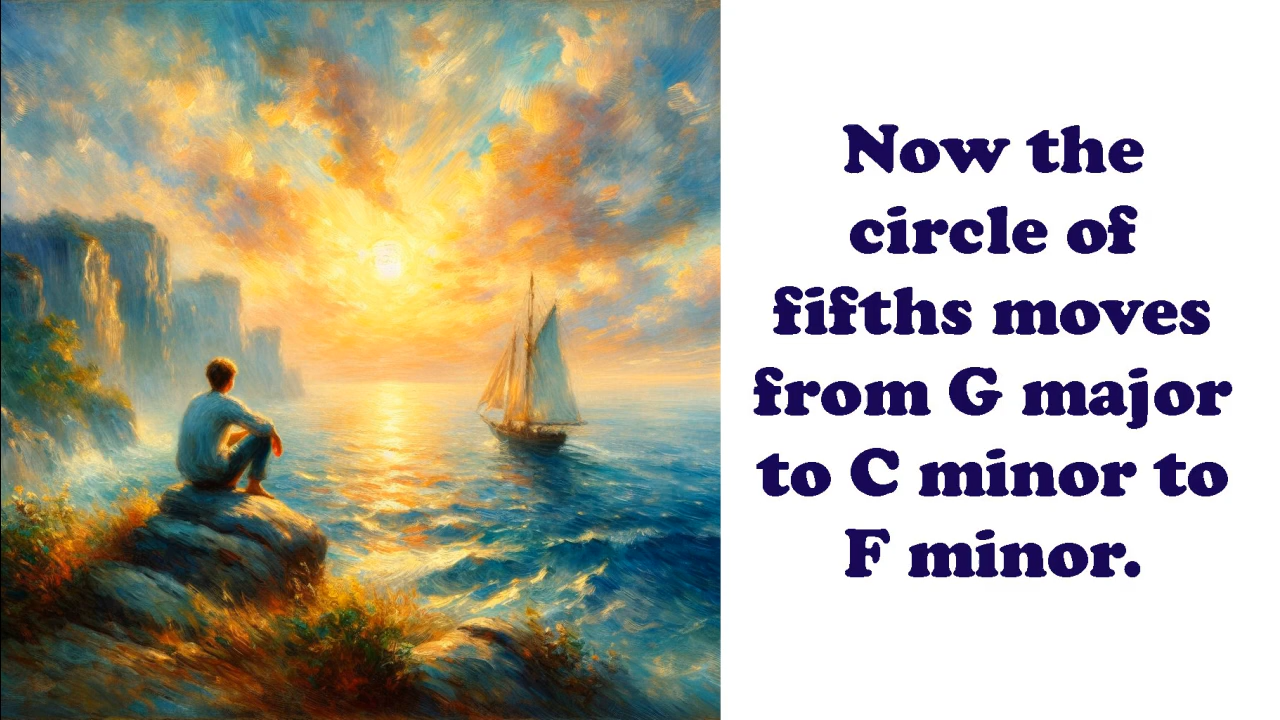 Now the
circle of
fifths moves
from G major
to C minor to
F minor.